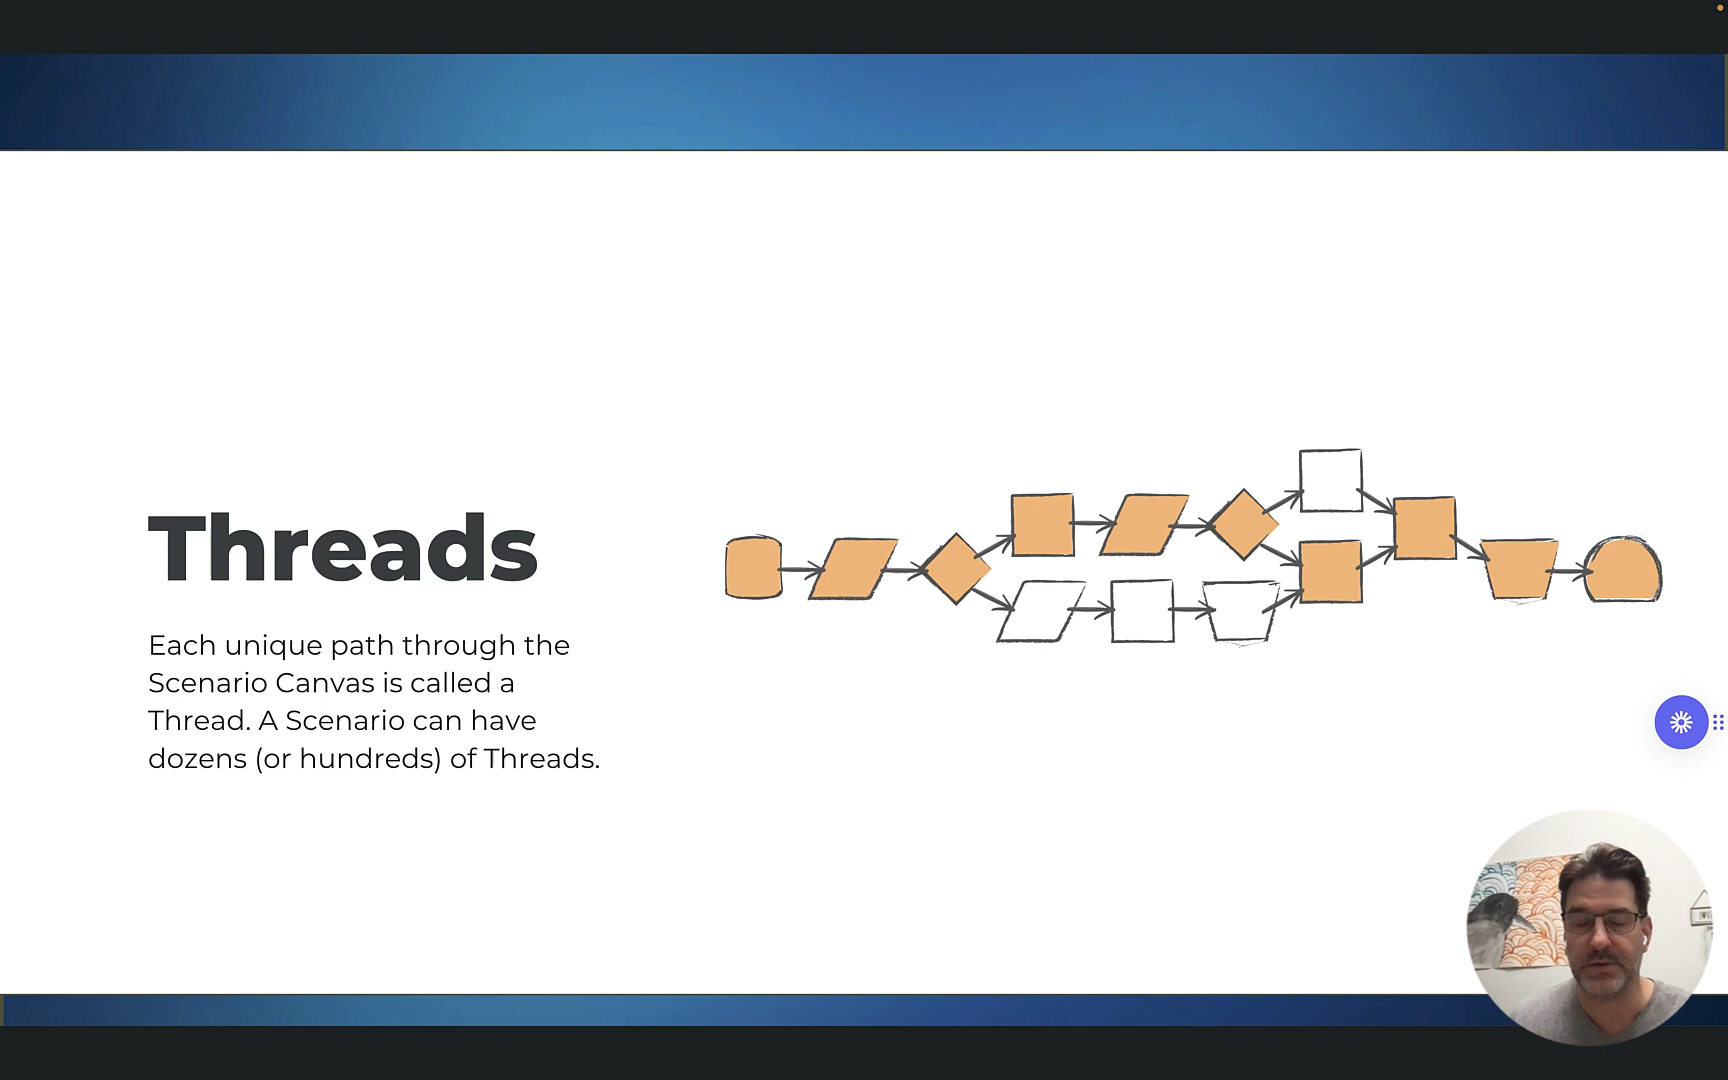 Threads
Each unique path through the
Scenario Canvas is called a
Thread. A Scenario can have
dozens (or hundreds) of Threads.